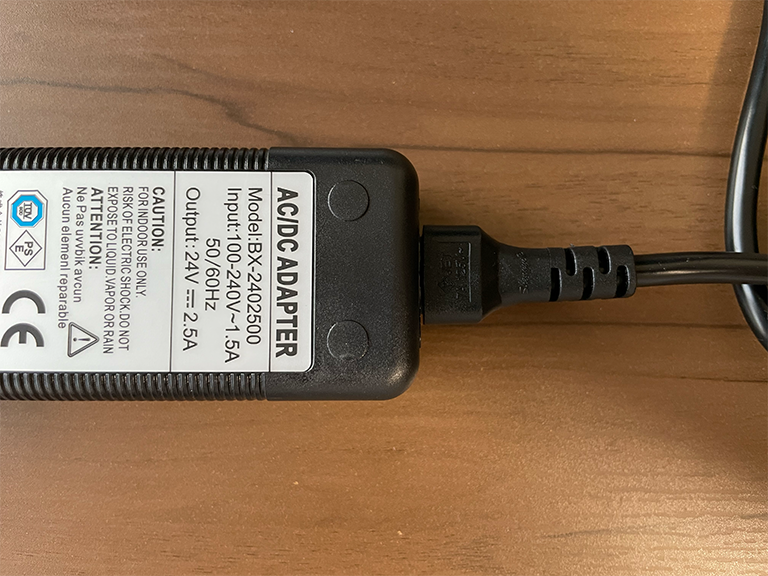 AC/DC ADAPTER
Model:BX-2402500
Input:100-240V~1.5A
50/60Hz
Output:24V⎓2.5A
CAUTION:
FOR INDOOR USE ONLY.
RISK OF ELECTRIC SHOCK.DO NOT
EXPOSE TO LIQUID.VAPOR OR RAIN
ATTENTION:
Ne Pas uvvbik avcun
Aucun elemenl reparable
TÜV
PS
E
CE